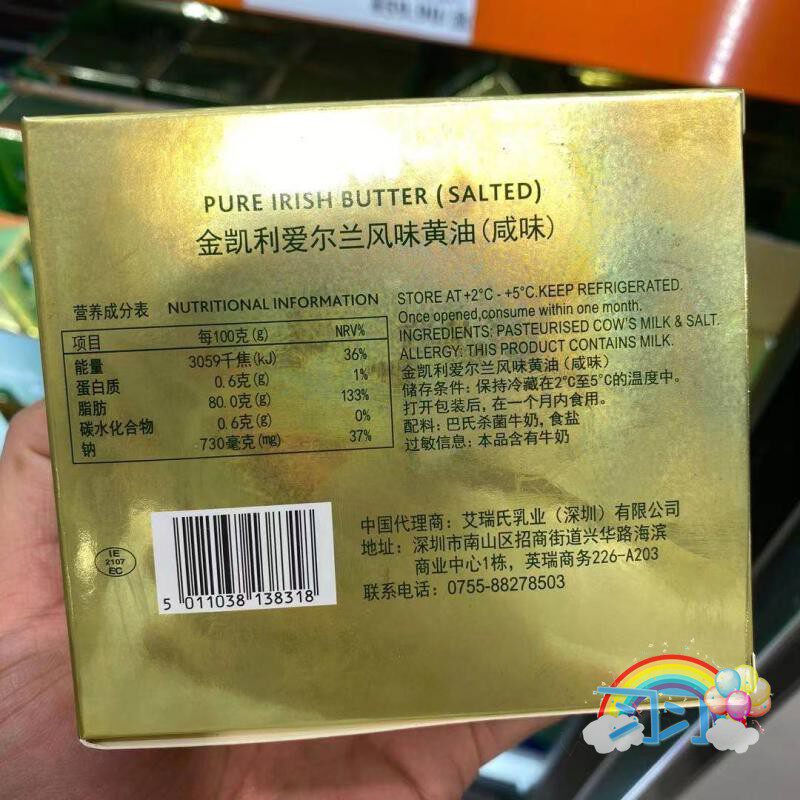 PURE IRISH BUTTER (SALTED)
金凯利爱尔兰风味黄油(咸味)
营养成分表 NUTRITIONAL INFORMATION
项目 每100克(g) NRV%
能量 3059千焦(kJ) 36%
蛋白质 0.6克(g) 1%
脂肪 80.0克(g) 133%
碳水化合物 0.6克(g) 0%
钠 730毫克(mg) 37%
STORE AT +2°C - +5°C.KEEP REFRIGERATED.
Once opened,consume within one month.
INGREDIENTS: PASTEURISED COW'S MILK & SALT.
ALLERGY: THIS PRODUCT CONTAINS MILK.
金凯利爱尔兰风味黄油(咸味)
储存条件: 保持冷藏在2℃至5℃的温度中。
打开包装后, 在一个月内食用。
配料: 巴氏杀菌牛奶, 食盐
过敏信息: 本品含有牛奶
IE
2107
EC
5 011038 138318
中国代理商: 艾瑞氏乳业 (深圳) 有限公司
地址: 深圳市南山区招商街道兴华路海滨
商业中心1栋, 英瑞商务226-A203
联系电话: 0755-88278503